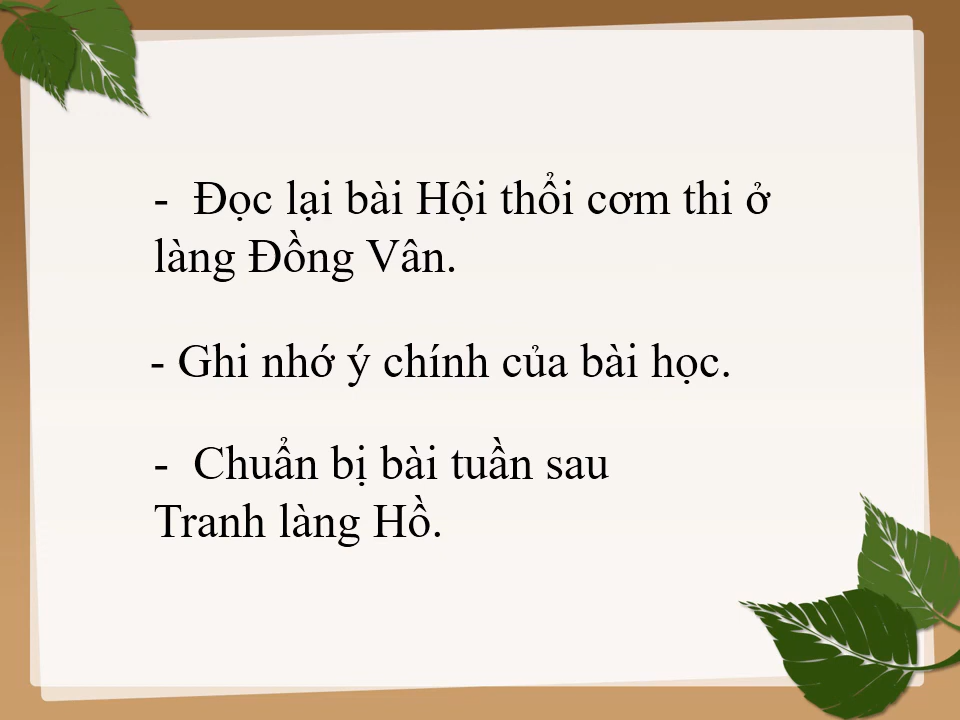 - Đọc lại bài Hội thổi cơm thi ở
làng Đồng Vân.
- Ghi nhớ ý chính của bài học.
- Chuẩn bị bài tuần sau
Tranh làng Hồ.